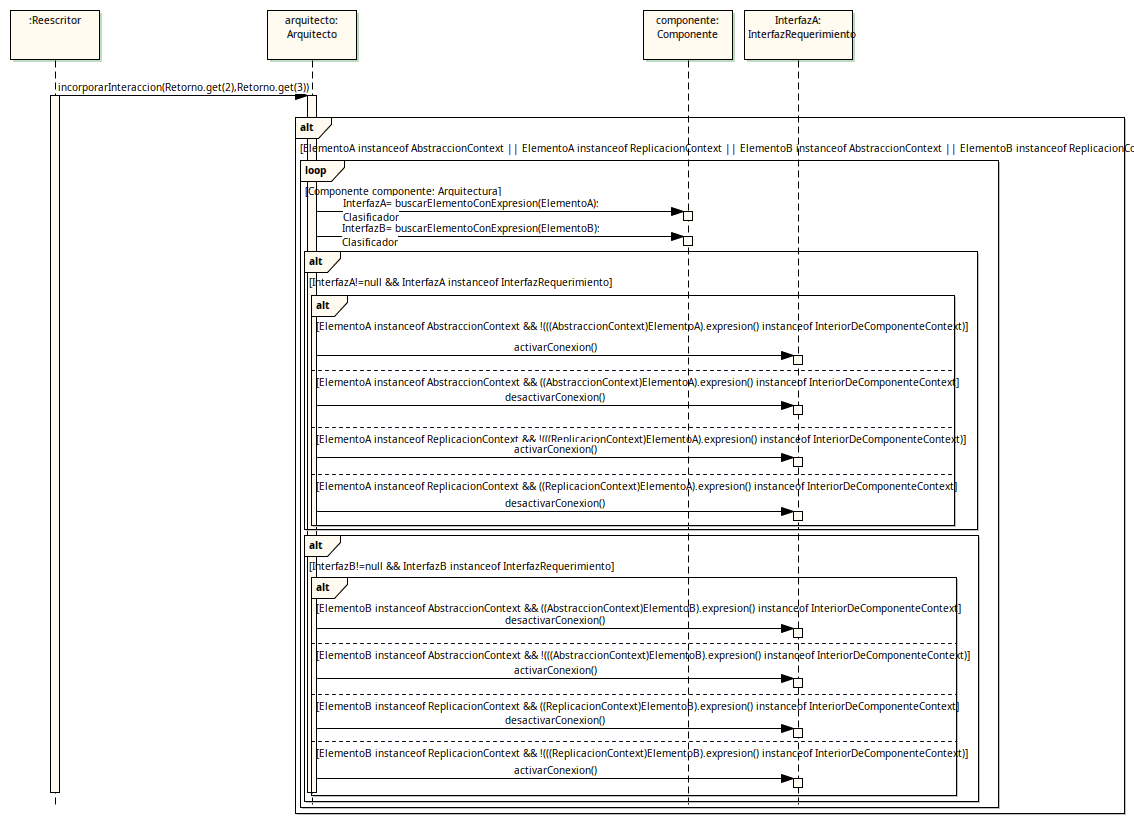 :Reescritor
arquitecto:
Arquitecto
componente:
Componente
InterfazA:
InterfazRequerimiento
incorporarInteraccion(Retorno.get(2),Retorno.get(3))
alt
[ElementoA instanceof AbstraccionContext || ElementoA instanceof ReplicacionContext || ElementoB instanceof AbstraccionContext || ElementoB instanceof ReplicacionCo
loop
[Componente componente: Arquitectura]
InterfazA= buscarElementoConExpresion(ElementoA):
Clasificador
InterfazB= buscarElementoConExpresion(ElementoB):
Clasificador
alt
[InterfazA!=null && InterfazA instanceof InterfazRequerimiento]
alt
[ElementoA instanceof AbstraccionContext && !(((AbstraccionContext)ElementoA).expresion() instanceof InteriorDeComponenteContext)]
activarConexion()
[ElementoA instanceof AbstraccionContext && ((AbstraccionContext)ElementoA).expresion() instanceof InteriorDeComponenteContext]
desactivarConexion()
[ElementoA instanceof ReplicacionContext && !(((ReplicacionContext)ElementoA).expresion() instanceof InteriorDeComponenteContext)]
activarConexion()
[ElementoA instanceof ReplicacionContext && ((ReplicacionContext)ElementoA).expresion() instanceof InteriorDeComponenteContext]
desactivarConexion()
alt
[InterfazB!=null && InterfazB instanceof InterfazRequerimiento]
alt
[ElementoB instanceof AbstraccionContext && ((AbstraccionContext)ElementoB).expresion() instanceof InteriorDeComponenteContext]
desactivarConexion()
[ElementoB instanceof AbstraccionContext && !(((AbstraccionContext)ElementoB).expresion() instanceof InteriorDeComponenteContext)]
activarConexion()
[ElementoB instanceof ReplicacionContext && ((ReplicacionContext)ElementoB).expresion() instanceof InteriorDeComponenteContext]
desactivarConexion()
[ElementoB instanceof ReplicacionContext && !(((ReplicacionContext)ElementoB).expresion() instanceof InteriorDeComponenteContext)]
activarConexion()